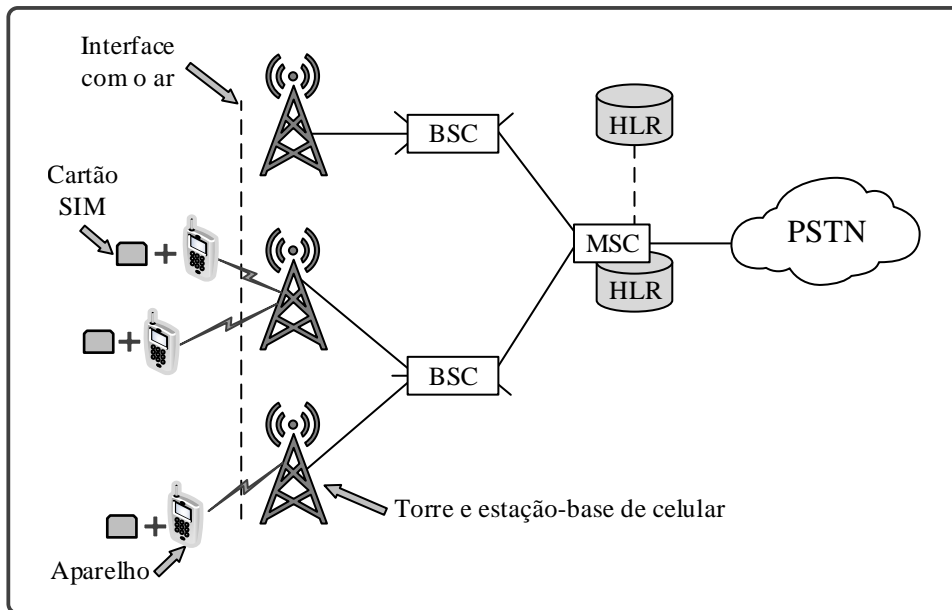 Interface
com o ar
BSC
HLR
Cartão
SIM
MSC
PSTN
HLR
BSC
Torre e estação-base de celular
Aparelho